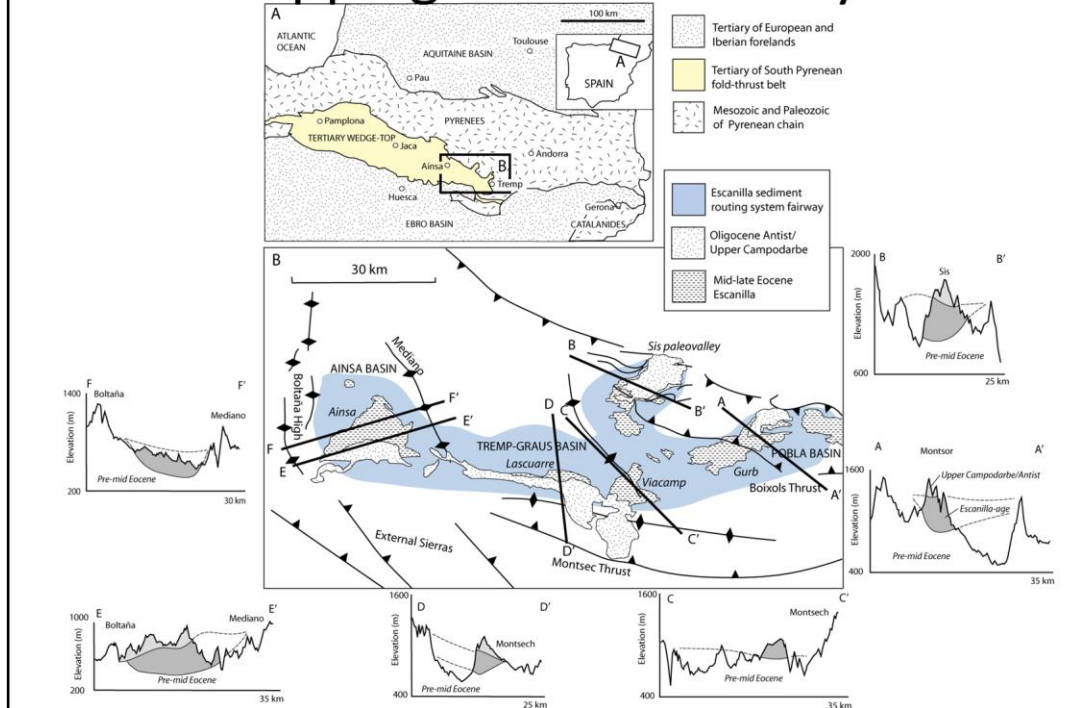 A
100 km
ATLANTIC
OCEAN
AQUITAINE BASIN
Toulouse
A
SPAIN
Pau
Pamplona
PYRENEES
TERTIARY WEDGE-TOP
Jaca
Ainsa
B
Andorra
Tremp
Huesca
Gerona
EBRO BASIN
CATALANIDES
Tertiary of European and
Iberian forelands
Tertiary of South Pyrenean
fold-thrust belt
Mesozoic and Paleozoic
of Pyrenean chain
Escanilla sediment
routing system fairway
Oligocene Antist/
Upper Campodarbe
Mid-late Eocene
Escanilla
B
30 km
Sis paleovalley
Mediano
AINSA BASIN
Boltaña High
Ainsa
F'
E'
F
E
B
B'
D
C
A
TREMP-GRAUS BASIN
Lascuarre
POBLA BASIN
Gurb
Viacamp
Boixols Thrust
A'
C'
D'
External Sierras
Montsec Thrust
2000
B
B'
Sis
Elevation (m)
Pre-mid Eocene
600
25 km
F
F'
Boltaña
1400
Mediano
Elevation (m)
Pre-mid Eocene
200
30 km
A
Montsor
A'
1600
Upper Campodarbe/Antist
Escanilla-age
Elevation (m)
Pre-mid Eocene
400
35 km
E
E'
1000
Boltaña
Mediano
Elevation (m)
Pre-mid Eocene
200
35 km
1600
D
D'
Montsech
Elevation (m)
Pre-mid Eocene
400
25 km
1600
C
C'
Montsech
Elevation (m)
Pre-mid Eocene
400
35 km